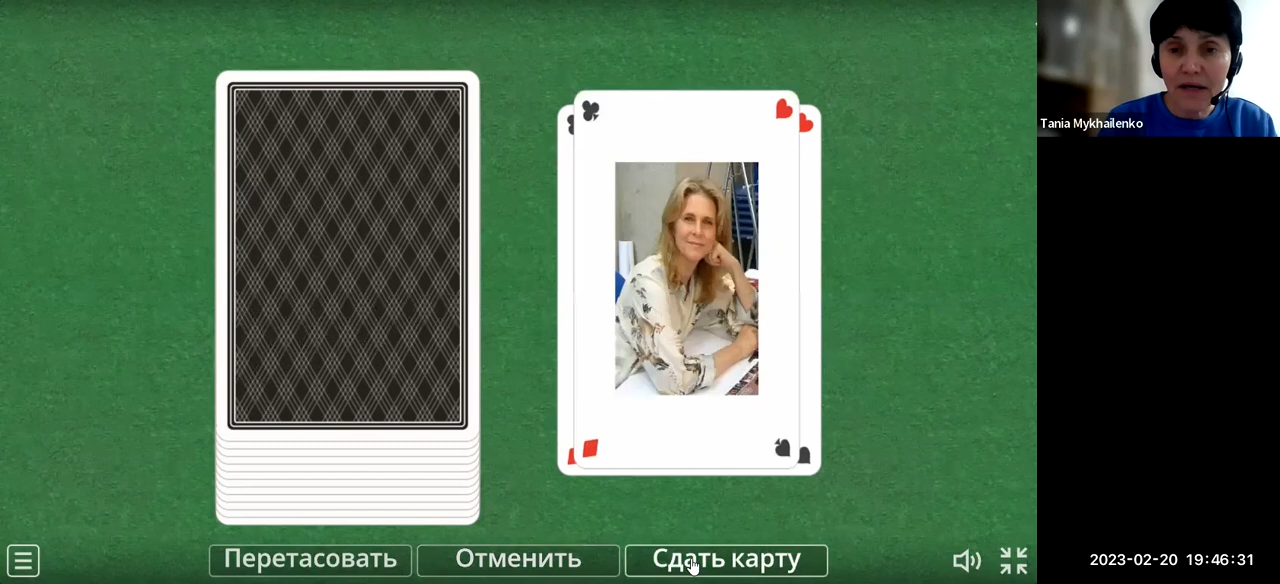 Tania Mykhailenko
Перетасовать
Отменить
Сдать карту
2023-02-20 19:46:31